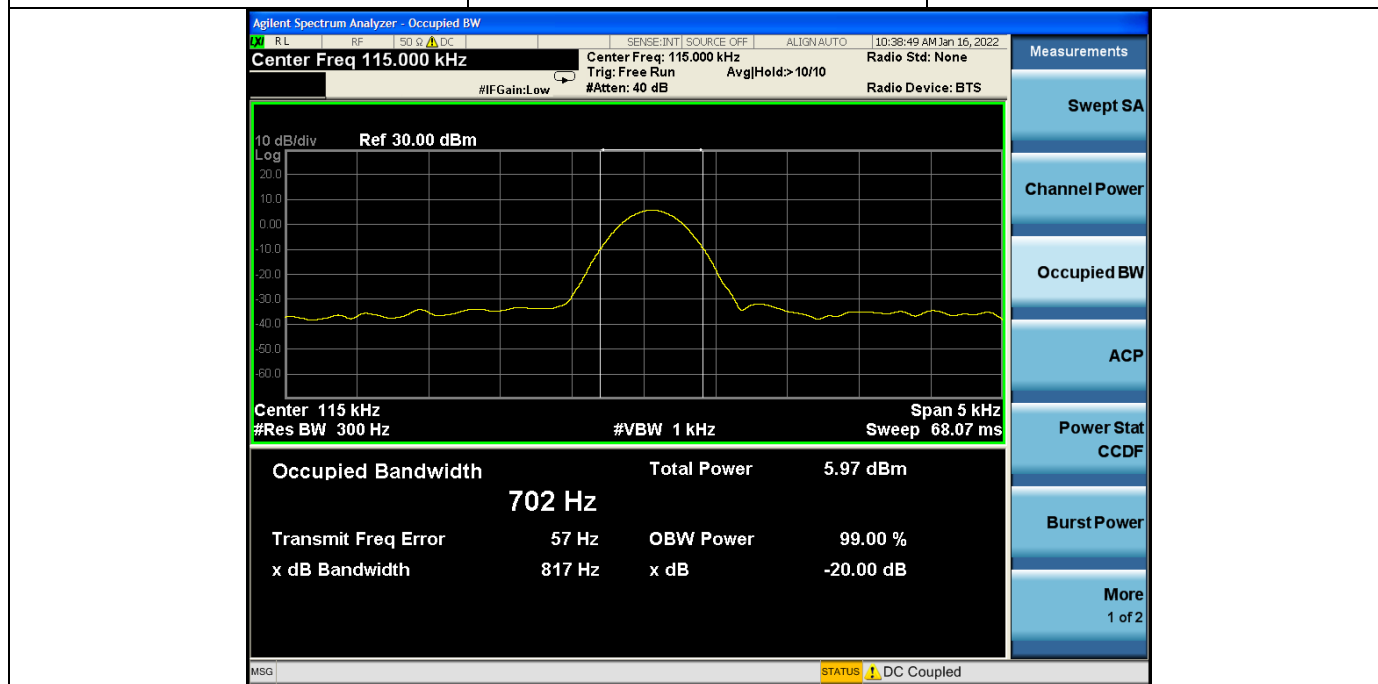 Agilent Spectrum Analyzer - Occupied BW
LXI RL RF 50 Ω DC SENSE:INT SOURCE OFF ALIGN AUTO 10:38:49 AM Jan 16, 2022
Center Freq 115.000 kHz
Center Freq: 115.000 kHz Radio Std: None
Trig: Free Run Avg|Hold:>10/10
#IFGain:Low #Atten: 40 dB Radio Device: BTS
10 dB/div Ref 30.00 dBm
Log
20.0
10.0
0.00
-10.0
-20.0
-30.0
-40.0
-50.0
-60.0
Center 115 kHz Span 5 kHz
#Res BW 300 Hz #VBW 1 kHz Sweep 68.07 ms
Occupied Bandwidth Total Power 5.97 dBm
702 Hz
Transmit Freq Error 57 Hz OBW Power 99.00 %
x dB Bandwidth 817 Hz x dB -20.00 dB
MSG STATUS DC Coupled
Measurements
Swept SA
Channel Power
Occupied BW
ACP
Power Stat
CCDF
Burst Power
More
1 of 2